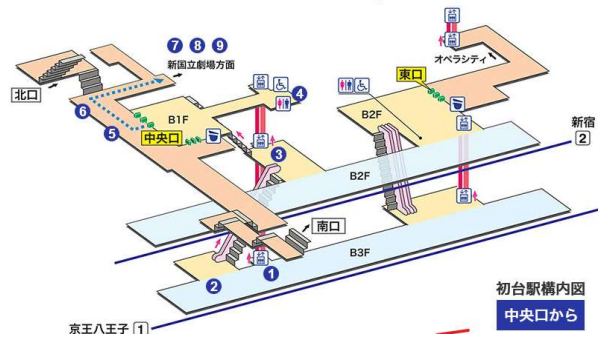 7 8 9
新国立劇場方面
オペラシティ
北口
4
東口
6
B1F
B2F
5
中央口
3
新宿
2
B2F
南口
B3F
1
2
初台駅構内図
中央口から
京王八王子 1